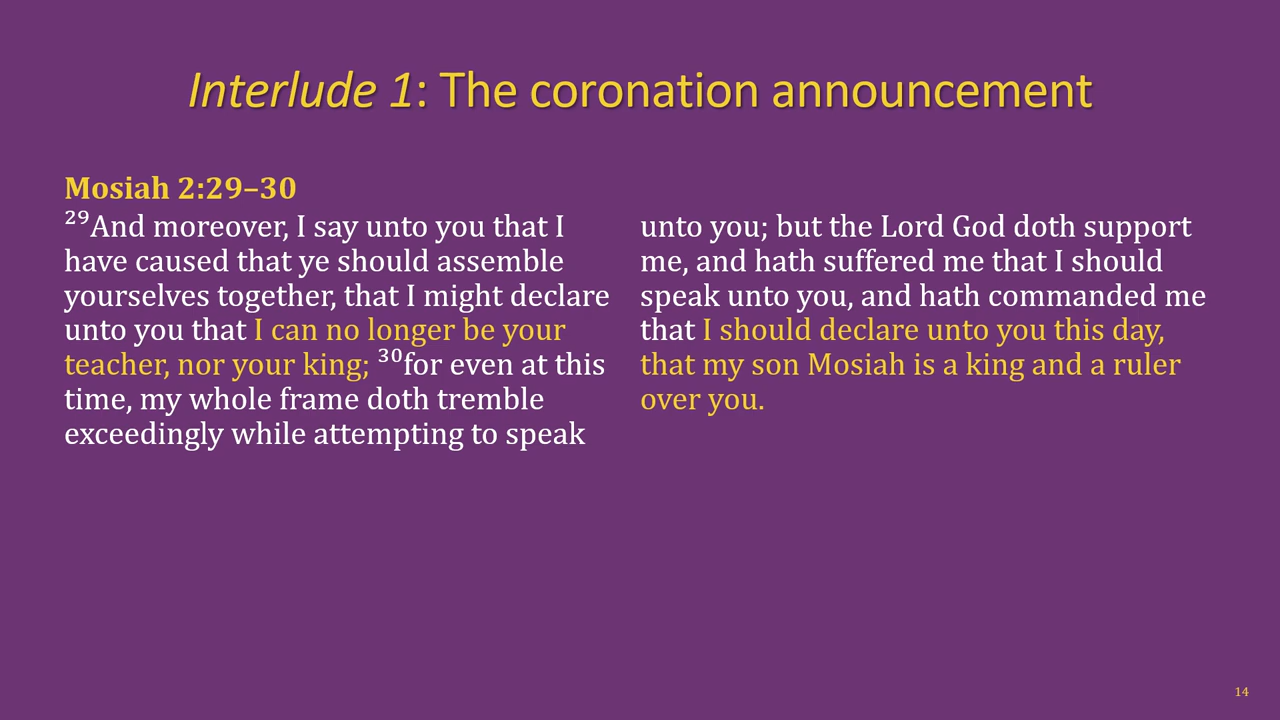 Interlude 1: The coronation announcement
Mosiah 2:29–30
²⁹And moreover, I say unto you that I
have caused that ye should assemble
yourselves together, that I might declare
unto you that I can no longer be your
teacher, nor your king; ³⁰for even at this
time, my whole frame doth tremble
exceedingly while attempting to speak
unto you; but the Lord God doth support
me, and hath suffered me that I should
speak unto you, and hath commanded me
that I should declare unto you this day,
that my son Mosiah is a king and a ruler
over you.
14